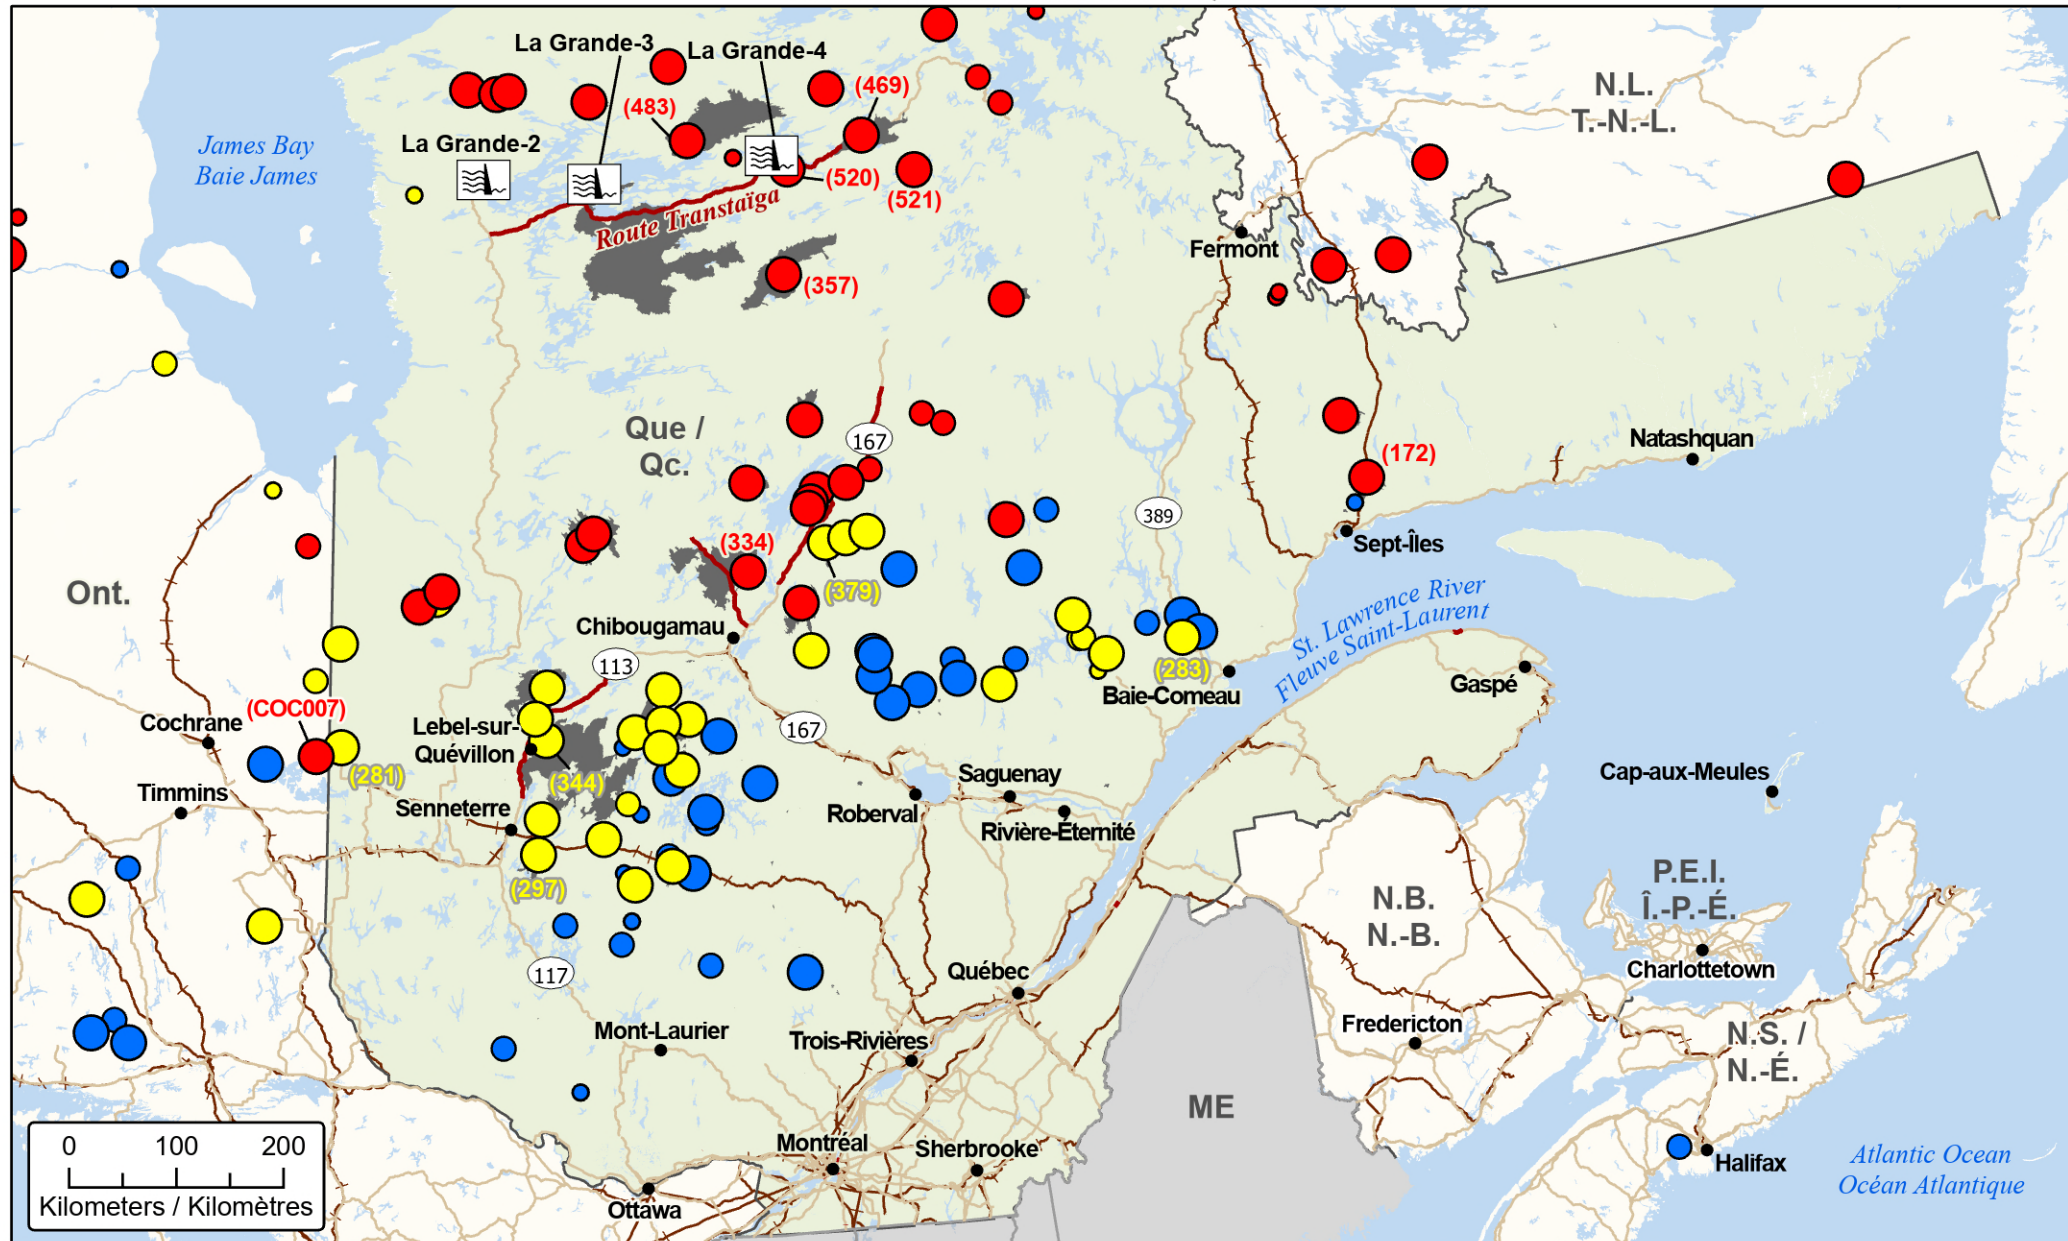 La Grande-3
La Grande-4
(469)
N.L.
T.-N.-L.
(483)
James Bay
Baie James
La Grande-2
(520)
(521)
Route Transtaïga
Fermont
(357)
Que /
Qc.
167
Natashquan
(172)
389
(334)
Sept-Îles
(379)
Ont.
St. Lawrence River
Fleuve Saint-Laurent
Chibougamau
113
(283)
Baie-Comeau
Gaspé
(COC007)
Cochrane
Lebel-sur-
Quévillon
167
(281)
(344)
Saguenay
Cap-aux-Meules
Timmins
Senneterre
Roberval
Rivière-Éternité
(297)
P.E.I.
Î.-P.-É.
N.B.
N.-B.
117
Québec
Charlottetown
Mont-Laurier
Trois-Rivières
Fredericton
N.S. /
N.-É.
ME
0 100 200
Kilometers / Kilomètres
Montréal
Sherbrooke
Halifax
Atlantic Ocean
Océan Atlantique
Ottawa